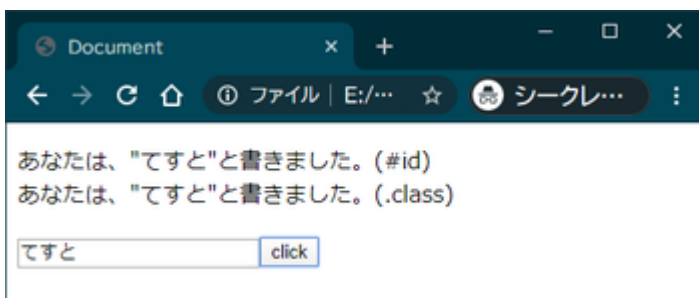 Document
ファイル | E:/… シークレ…
あなたは、"てすと"と書きました。(#id)
あなたは、"てすと"と書きました。(.class)
てすと click